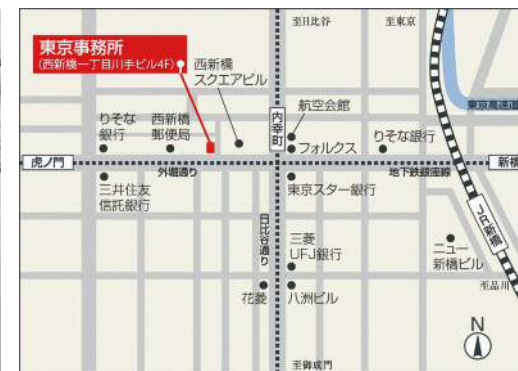 至日比谷
至東京
東京事務所
(西新橋一丁目川手ビル4F)
西新橋
スクエアビル
内幸町
航空会館
東京高速道
りそな
銀行
西新橋
郵便局
フォルクス
りそな銀行
虎ノ門
外堀通り
地下鉄銀座線
新橋
三井住友
信託銀行
東京スター銀行
日比谷通り
JR新橋
三菱
UFJ銀行
ニュー
新橋ビル
花菱
八洲ビル
至品川
N
至御成門